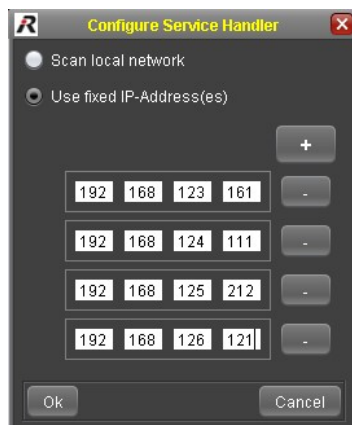 R Configure Service Handler X
Scan local network
Use fixed IP-Address(es)
+
192 168 123 161 -
192 168 124 111 -
192 168 125 212 -
192 168 126 121 -
Ok Cancel